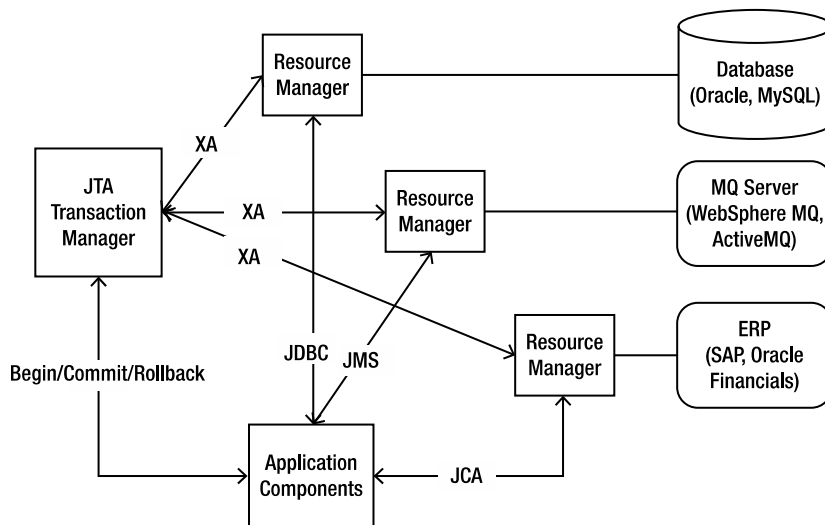 Resource
Manager
Database
(Oracle, MySQL)
XA
JTA
Transaction
Manager
XA
Resource
Manager
MQ Server
(WebSphere MQ,
ActiveMQ)
XA
Resource
Manager
ERP
(SAP, Oracle
Financials)
Begin/Commit/Rollback
JDBC
JMS
Application
Components
JCA